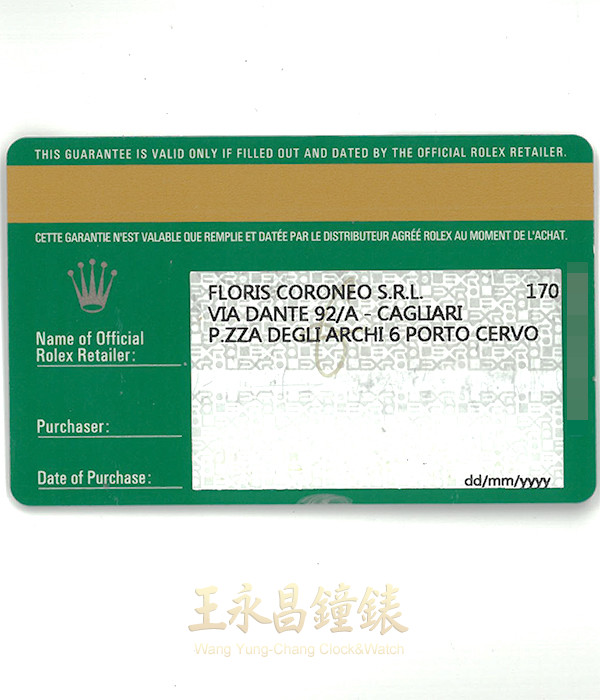 THIS GUARANTEE IS VALID ONLY IF FILLED OUT AND DATED BY THE OFFICIAL ROLEX RETAILER.
CETTE GARANTIE N'EST VALABLE QUE REMPLIE ET DATÉE PAR LE DISTRIBUTEUR AGRÉÉ ROLEX AU MOMENT DE L'ACHAT.
FLORIS CORONEO S.R.L. 170
VIA DANTE 92/A - CAGLIARI
P.ZZA DEGLI ARCHI 6 PORTO CERVO
Name of Official
Rolex Retailer:
Purchaser:
Date of Purchase:
dd/mm/yyyy
王永昌鐘錶
Wang Yung-Chang Clock&Watch